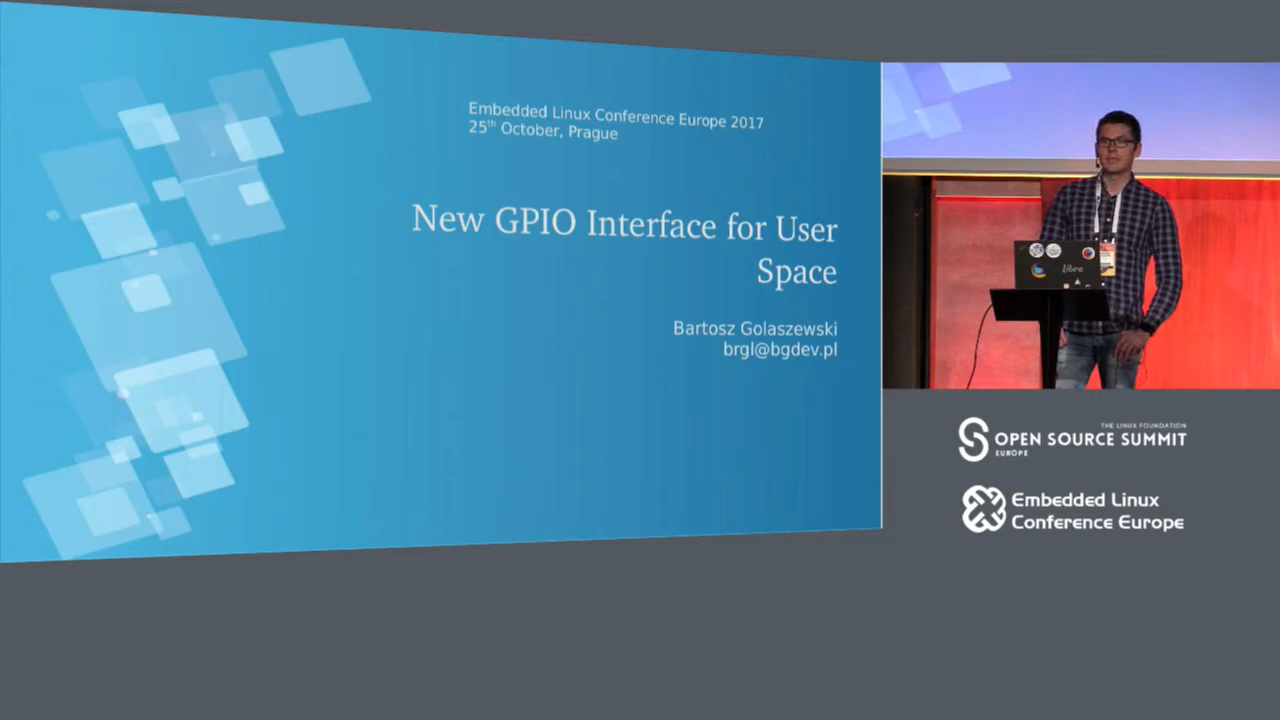 Embedded Linux Conference Europe 2017
25th October, Prague
New GPIO Interface for User
Space
Bartosz Golaszewski
brgl@bgdev.pl
Libre
THE LINUX FOUNDATION
OPEN SOURCE SUMMIT
EUROPE
Embedded Linux
Conference Europe